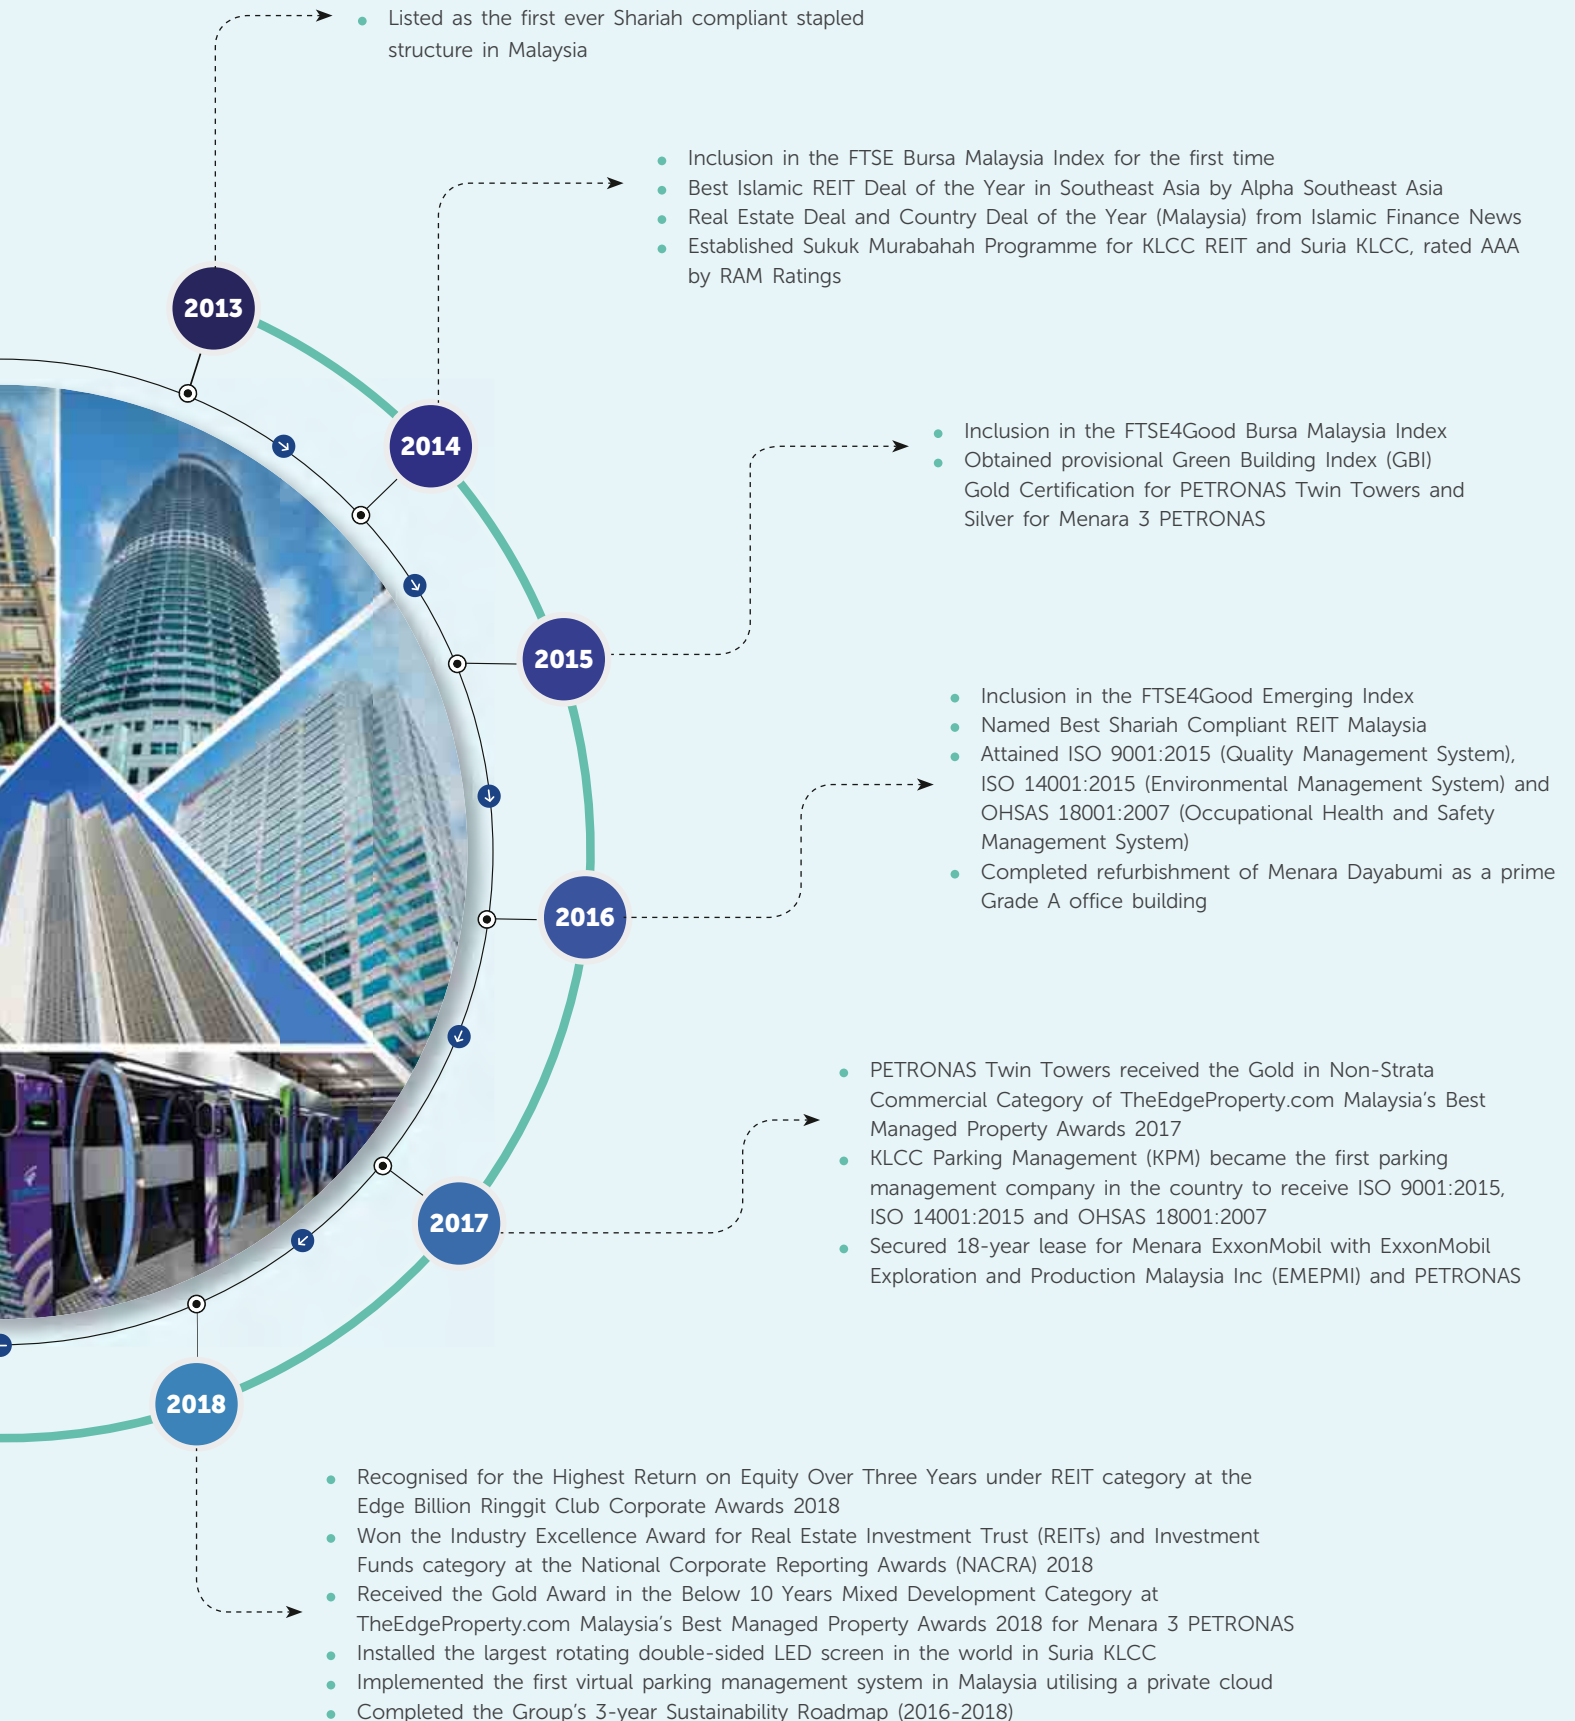 Listed as the first ever Shariah compliant stapled
structure in Malaysia
2013
Inclusion in the FTSE Bursa Malaysia Index for the first time
Best Islamic REIT Deal of the Year in Southeast Asia by Alpha Southeast Asia
Real Estate Deal and Country Deal of the Year (Malaysia) from Islamic Finance News
Established Sukuk Murabahah Programme for KLCC REIT and Suria KLCC, rated AAA
by RAM Ratings
2014
Inclusion in the FTSE4Good Bursa Malaysia Index
Obtained provisional Green Building Index (GBI)
Gold Certification for PETRONAS Twin Towers and
Silver for Menara 3 PETRONAS
2015
Inclusion in the FTSE4Good Emerging Index
Named Best Shariah Compliant REIT Malaysia
Attained ISO 9001:2015 (Quality Management System),
ISO 14001:2015 (Environmental Management System) and
OHSAS 18001:2007 (Occupational Health and Safety
Management System)
Completed refurbishment of Menara Dayabumi as a prime
Grade A office building
2016
PETRONAS Twin Towers received the Gold in Non-Strata
Commercial Category of TheEdgeProperty.com Malaysia's Best
Managed Property Awards 2017
KLCC Parking Management (KPM) became the first parking
management company in the country to receive ISO 9001:2015,
ISO 14001:2015 and OHSAS 18001:2007
Secured 18-year lease for Menara ExxonMobil with ExxonMobil
Exploration and Production Malaysia Inc (EMEPMI) and PETRONAS
2017
2018
Recognised for the Highest Return on Equity Over Three Years under REIT category at the
Edge Billion Ringgit Club Corporate Awards 2018
Won the Industry Excellence Award for Real Estate Investment Trust (REITs) and Investment
Funds category at the National Corporate Reporting Awards (NACRA) 2018
Received the Gold Award in the Below 10 Years Mixed Development Category at
TheEdgeProperty.com Malaysia's Best Managed Property Awards 2018 for Menara 3 PETRONAS
Installed the largest rotating double-sided LED screen in the world in Suria KLCC
Implemented the first virtual parking management system in Malaysia utilising a private cloud
Completed the Group's 3-year Sustainability Roadmap (2016-2018)